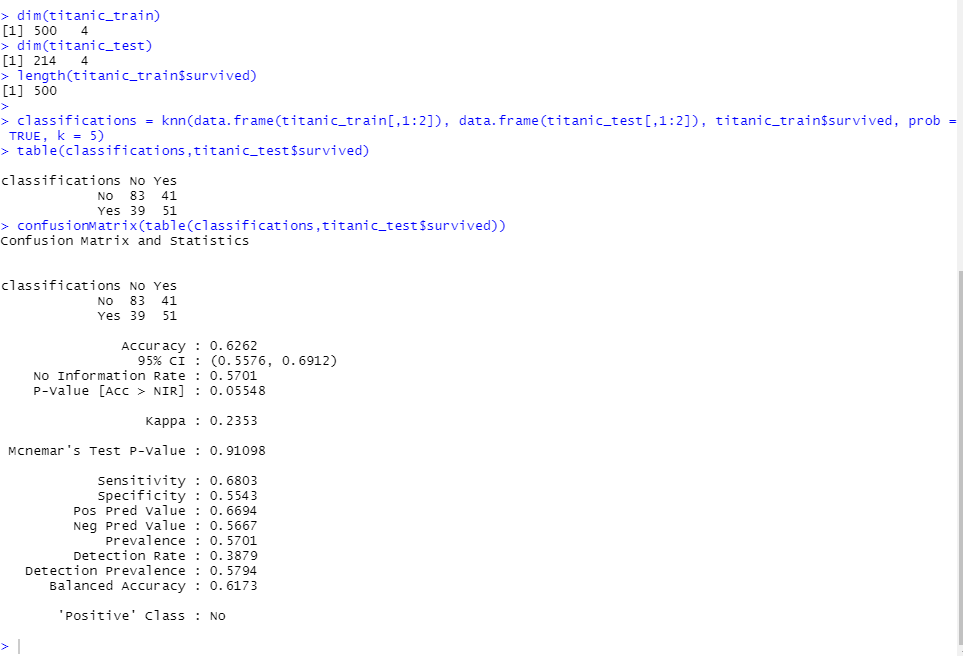 > dim(titanic_train)
[1] 500   4
> dim(titanic_test)
[1] 214   4
> length(titanic_train$survived)
[1] 500
>
> classifications = knn(data.frame(titanic_train[,1:2]), data.frame(titanic_test[,1:2]), titanic_train$survived, prob =
 TRUE, k = 5)
> table(classifications,titanic_test$survived)

classifications No Yes
            No  83  41
            Yes 39  51
> confusionMatrix(table(classifications,titanic_test$survived))
Confusion Matrix and Statistics


classifications No Yes
            No  83  41
            Yes 39  51

               Accuracy : 0.6262
                 95% CI : (0.5576, 0.6912)
    No Information Rate : 0.5701
    P-Value [Acc > NIR] : 0.05548

                  Kappa : 0.2353

 Mcnemar's Test P-Value : 0.91098

            Sensitivity : 0.6803
            Specificity : 0.5543
         Pos Pred Value : 0.6694
         Neg Pred Value : 0.5667
             Prevalence : 0.5701
         Detection Rate : 0.3879
   Detection Prevalence : 0.5794
      Balanced Accuracy : 0.6173

       'Positive' Class : No

>